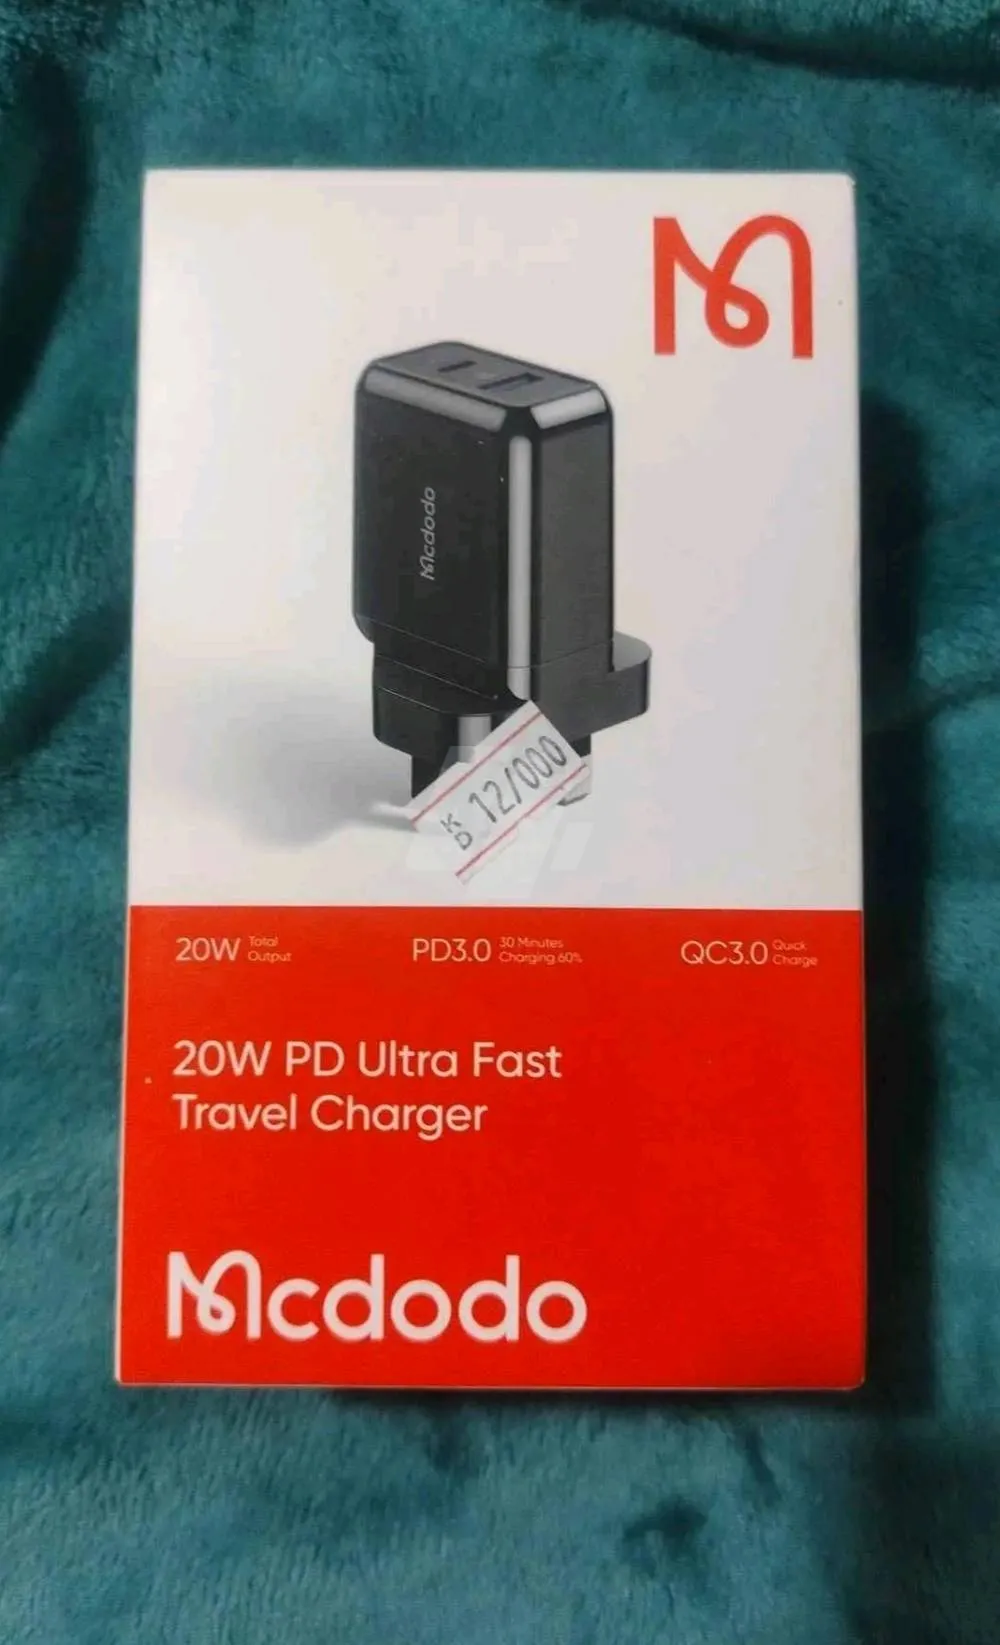 Mcdodo
KD 12/000
20W Total Output
PD3.0 30 Minutes Charging 60%
QC3.0 Quick Charge
20W PD Ultra Fast
Travel Charger
Mcdodo